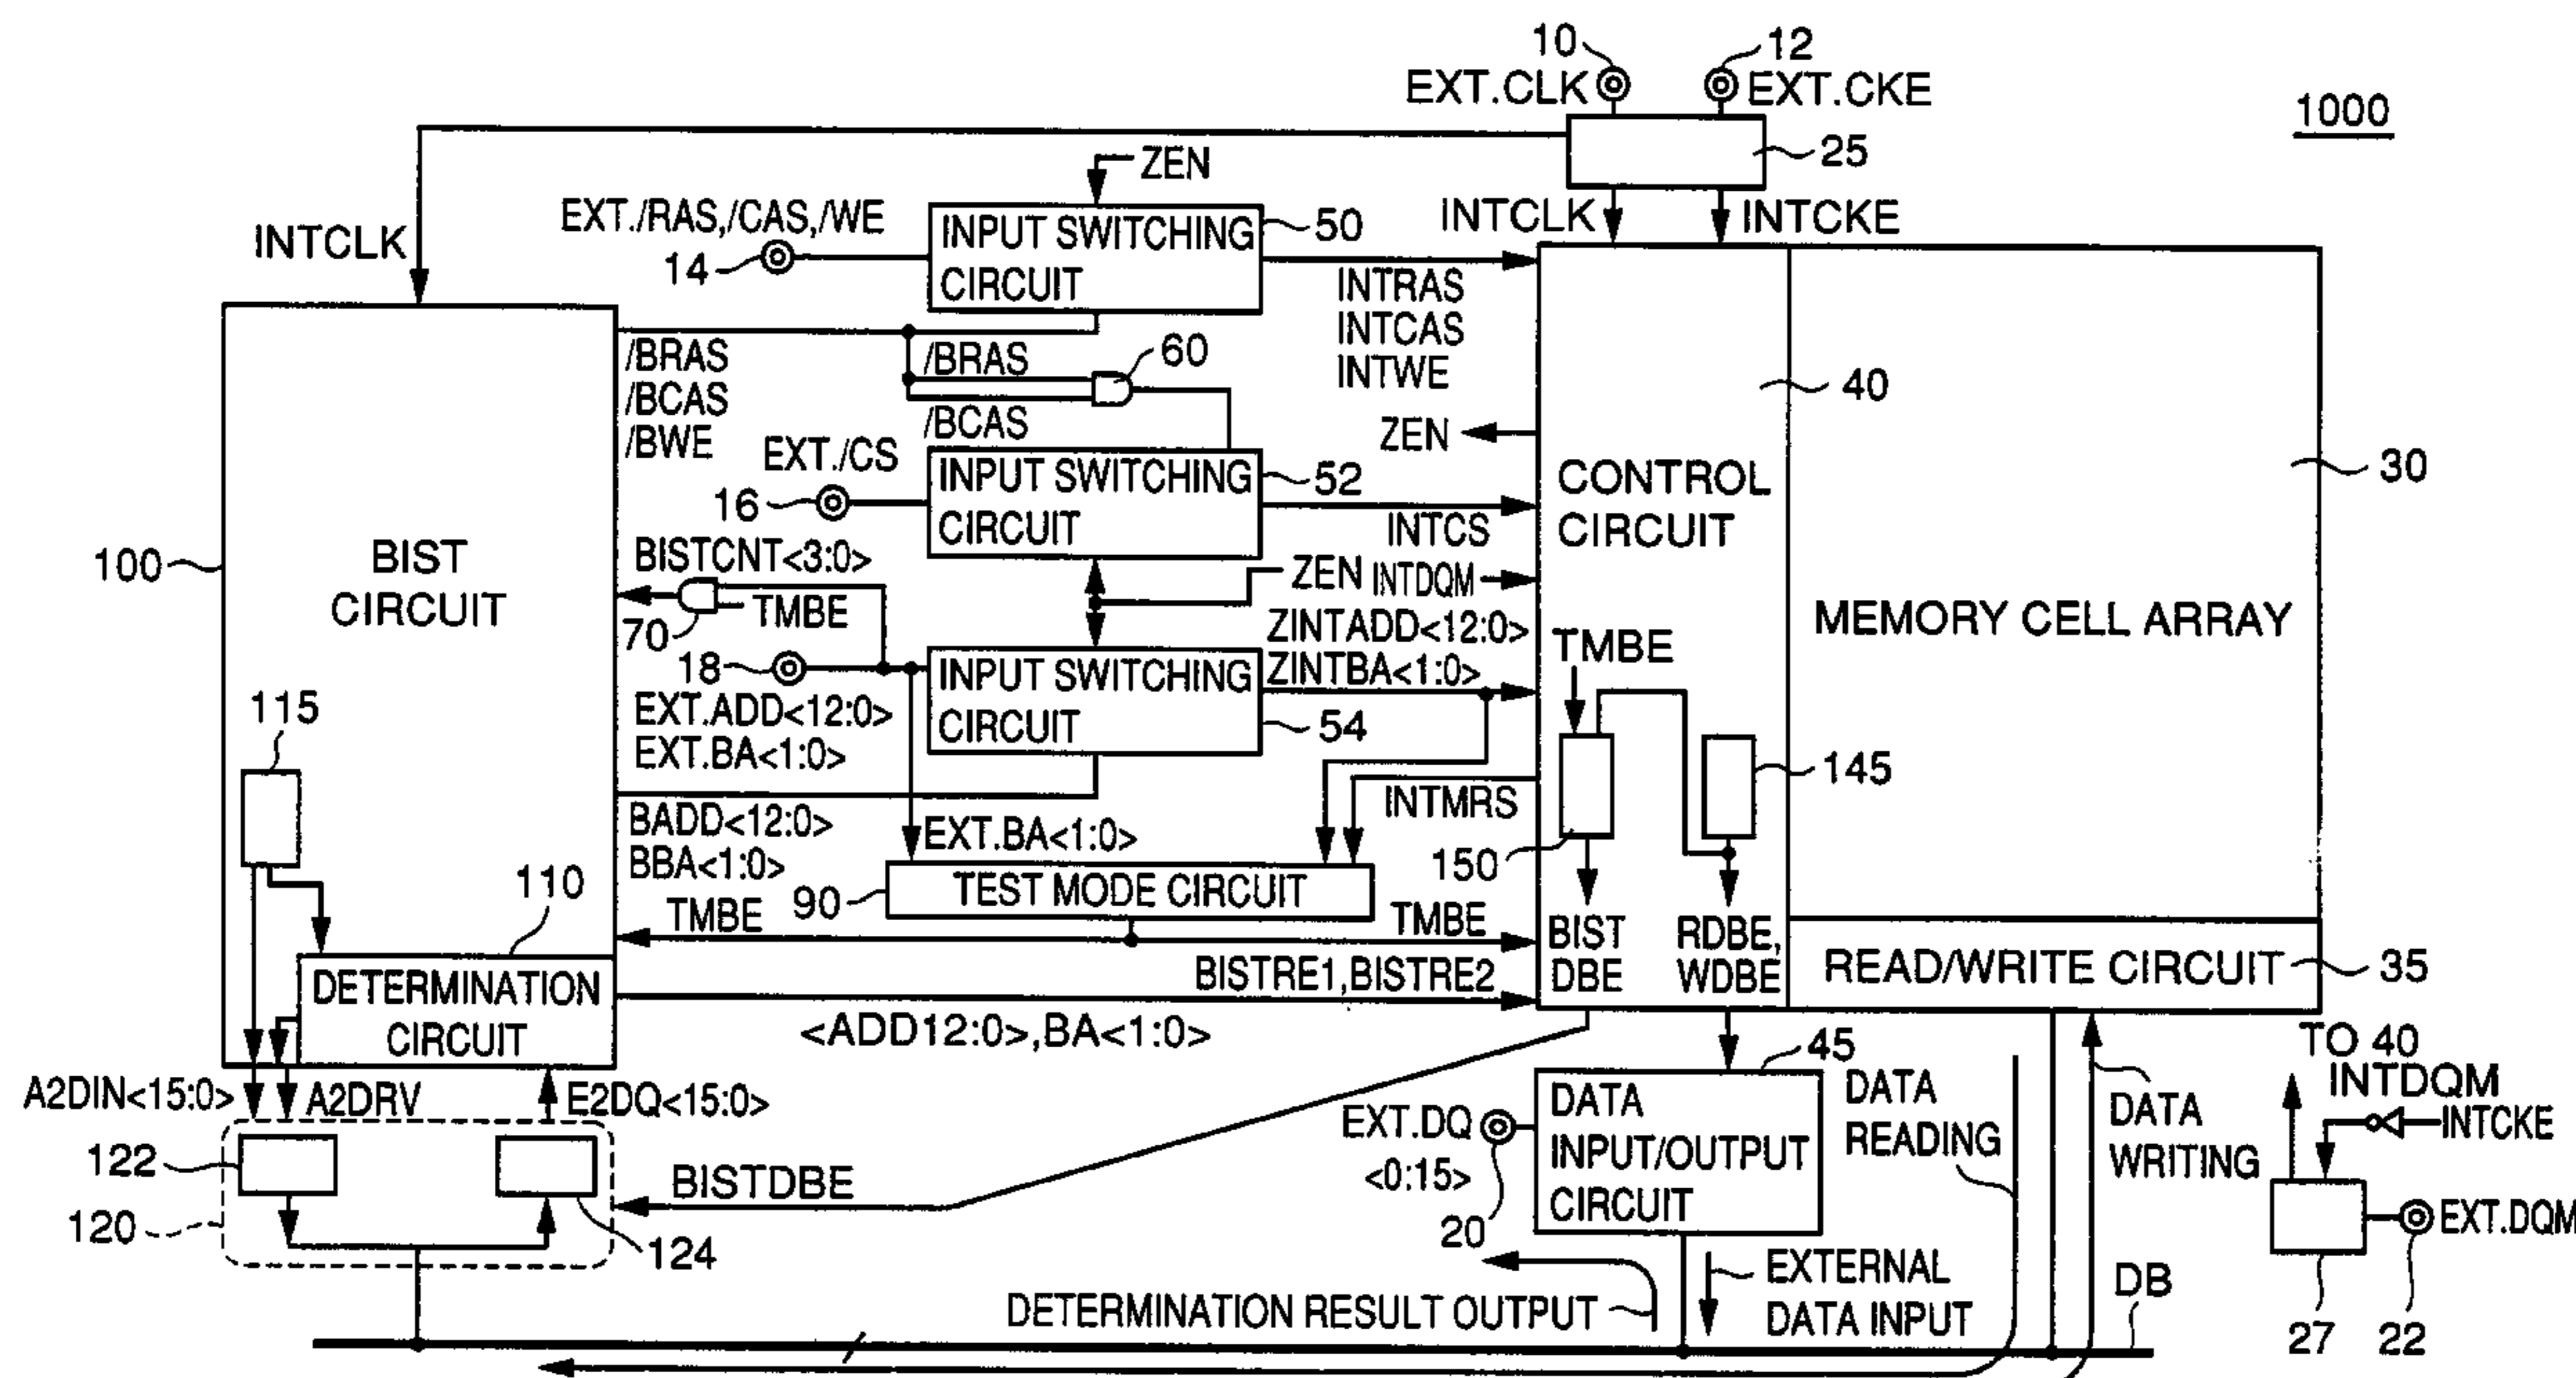 10
12
EXT.CLK
EXT.CKE
1000
25
ZEN
EXT./RAS,/CAS,/WE
14
INPUT SWITCHING
CIRCUIT
50
INTCLK
INTCLK
INTCKE
INTRAS
INTCAS
INTWE
/BRAS
/BCAS
/BWE
/BRAS
60
/BCAS
40
ZEN
EXT./CS
16
INPUT SWITCHING
CIRCUIT
52
INTCS
CONTROL
CIRCUIT
30
100
BIST
CIRCUIT
BISTCNT<3:0>
70
TMBE
ZEN
INTDQM
MEMORY CELL ARRAY
18
EXT.ADD<12:0>
EXT.BA<1:0>
INPUT SWITCHING
CIRCUIT
54
ZINTADD<12:0>
ZINTBA<1:0>
TMBE
115
145
150
INTMRS
BADD<12:0>
BBA<1:0>
EXT.BA<1:0>
110
90
TEST MODE CIRCUIT
TMBE
TMBE
BIST
DBE
RDBE,
WDBE
READ/WRITE CIRCUIT
35
DETERMINATION
CIRCUIT
BISTRE1,BISTRE2
<ADD12:0>,BA<1:0>
A2DIN<15:0>
A2DRV
E2DQ<15:0>
45
EXT.DQ
<0:15>
20
DATA
INPUT/OUTPUT
CIRCUIT
DATA
READING
DATA
WRITING
TO 40
INTDQM
INTCKE
122
120
124
BISTDBE
EXT.DQM
27
22
DETERMINATION RESULT OUTPUT
EXTERNAL
DATA INPUT
DB